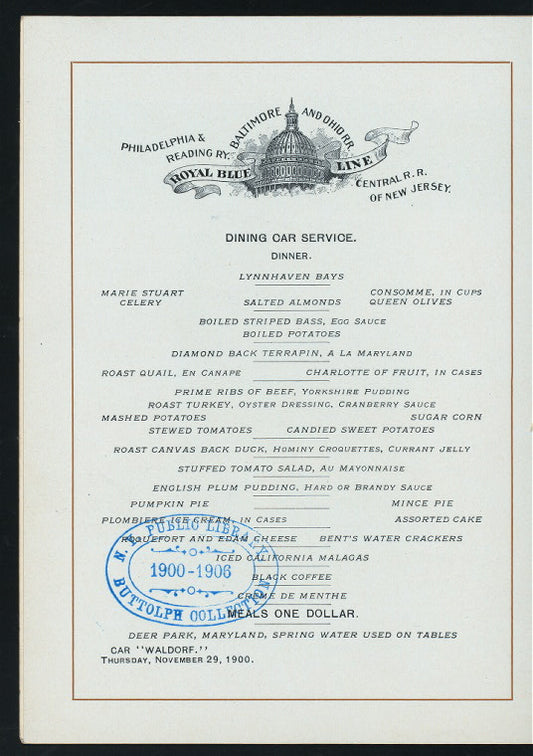 PHILADELPHIA & READING RY.
BALTIMORE AND OHIO RR.
ROYAL BLUE LINE
CENTRAL R. R. OF NEW JERSEY.
DINING CAR SERVICE.
DINNER.
LYNNHAVEN BAYS
MARIE STUART CONSOMME, IN CUPS
CELERY SALTED ALMONDS QUEEN OLIVES
BOILED STRIPED BASS, EGG SAUCE
BOILED POTATOES
DIAMOND BACK TERRAPIN, A LA MARYLAND
ROAST QUAIL, EN CANAPE CHARLOTTE OF FRUIT, IN CASES
PRIME RIBS OF BEEF, YORKSHIRE PUDDING
ROAST TURKEY, OYSTER DRESSING, CRANBERRY SAUCE
MASHED POTATOES SUGAR CORN
STEWED TOMATOES CANDIED SWEET POTATOES
ROAST CANVAS BACK DUCK, HOMINY CROQUETTES, CURRANT JELLY
STUFFED TOMATO SALAD, AU MAYONNAISE
ENGLISH PLUM PUDDING, HARD OR BRANDY SAUCE
PUMPKIN PIE MINCE PIE
PLOMBIERE ICE CREAM, IN CASES ASSORTED CAKE
ROQUEFORT AND EDAM CHEESE BENT'S WATER CRACKERS
ICED CALIFORNIA MALAGAS
BLACK COFFEE
CREME DE MENTHE
MEALS ONE DOLLAR.
DEER PARK, MARYLAND, SPRING WATER USED ON TABLES
CAR "WALDORF."
THURSDAY, NOVEMBER 29, 1900.
N. Y. PUBLIC LIBRARY
1900-1906
BUTTOLPH COLLECTION